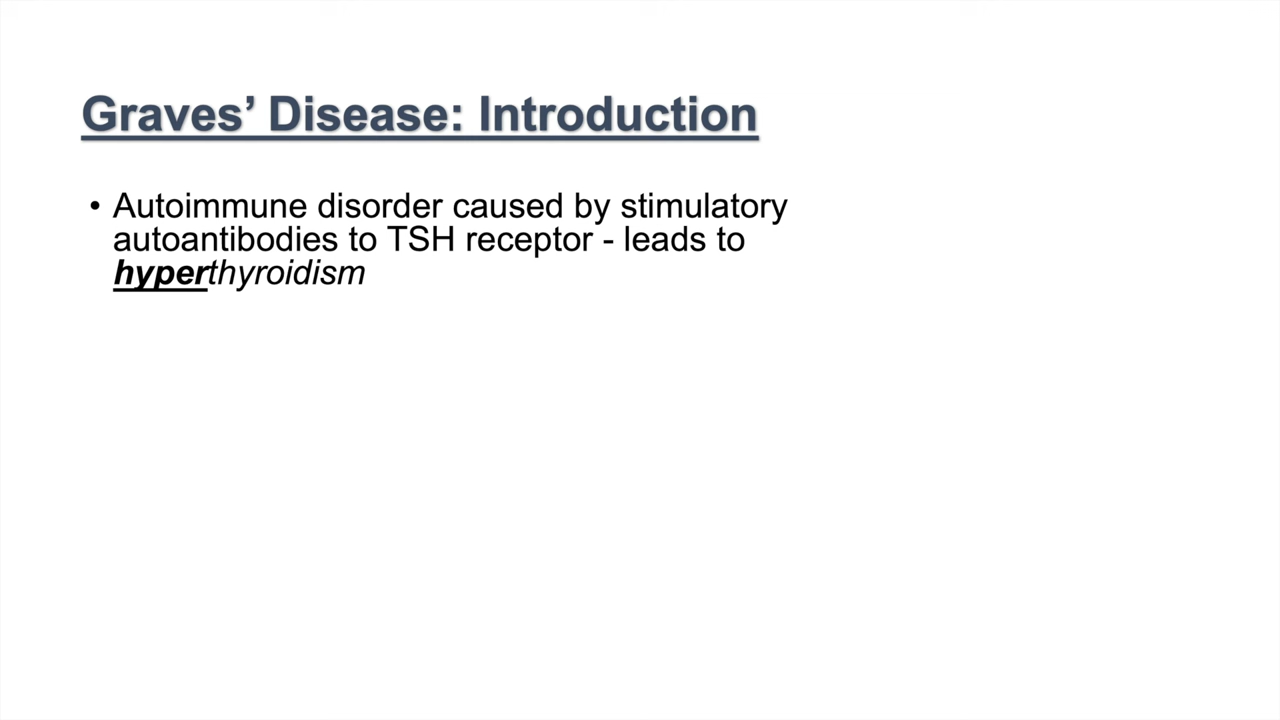 Graves’ Disease: Introduction
• Autoimmune disorder caused by stimulatory
autoantibodies to TSH receptor - leads to
hyperthyroidism